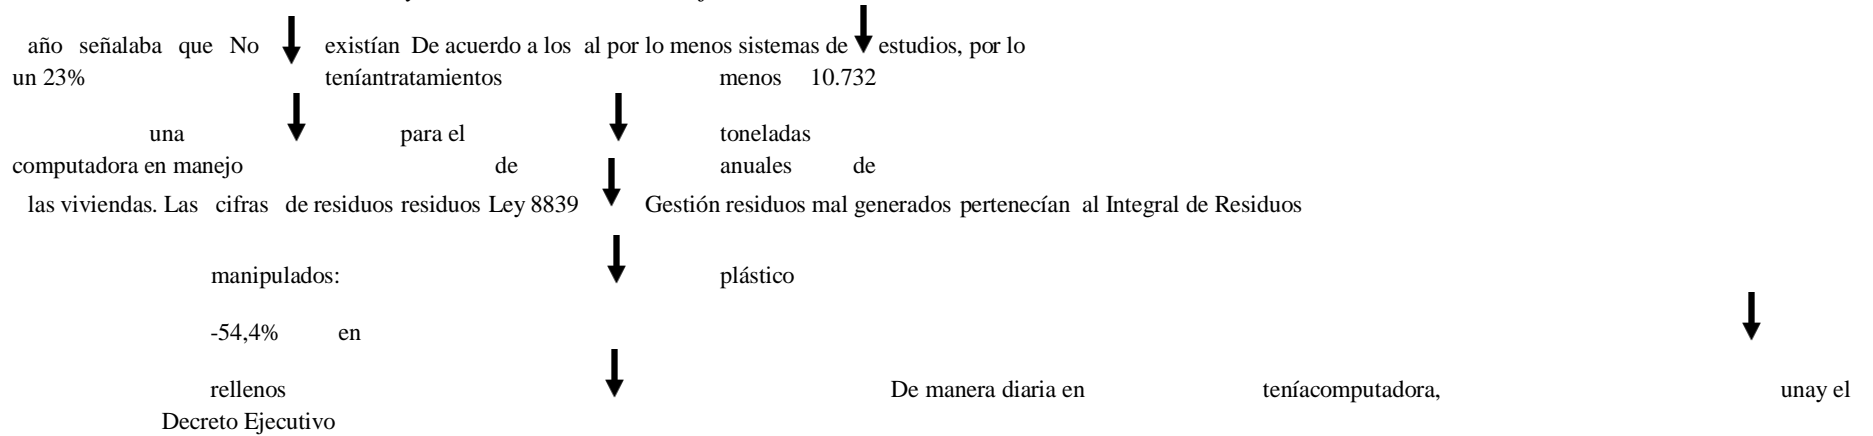 año señalaba que No existían De acuerdo a los al por lo menos sistemas de estudios, por lo
un 23% teníantratamientos menos 10.732
una para el toneladas
computadora en manejo de anuales de
las viviendas. Las cifras de residuos residuos Ley 8839 Gestión residuos mal generados pertenecían al Integral de Residuos
manipulados: plástico
-54,4% en
rellenos De manera diaria en teníacomputadora, unay el
Decreto Ejecutivo